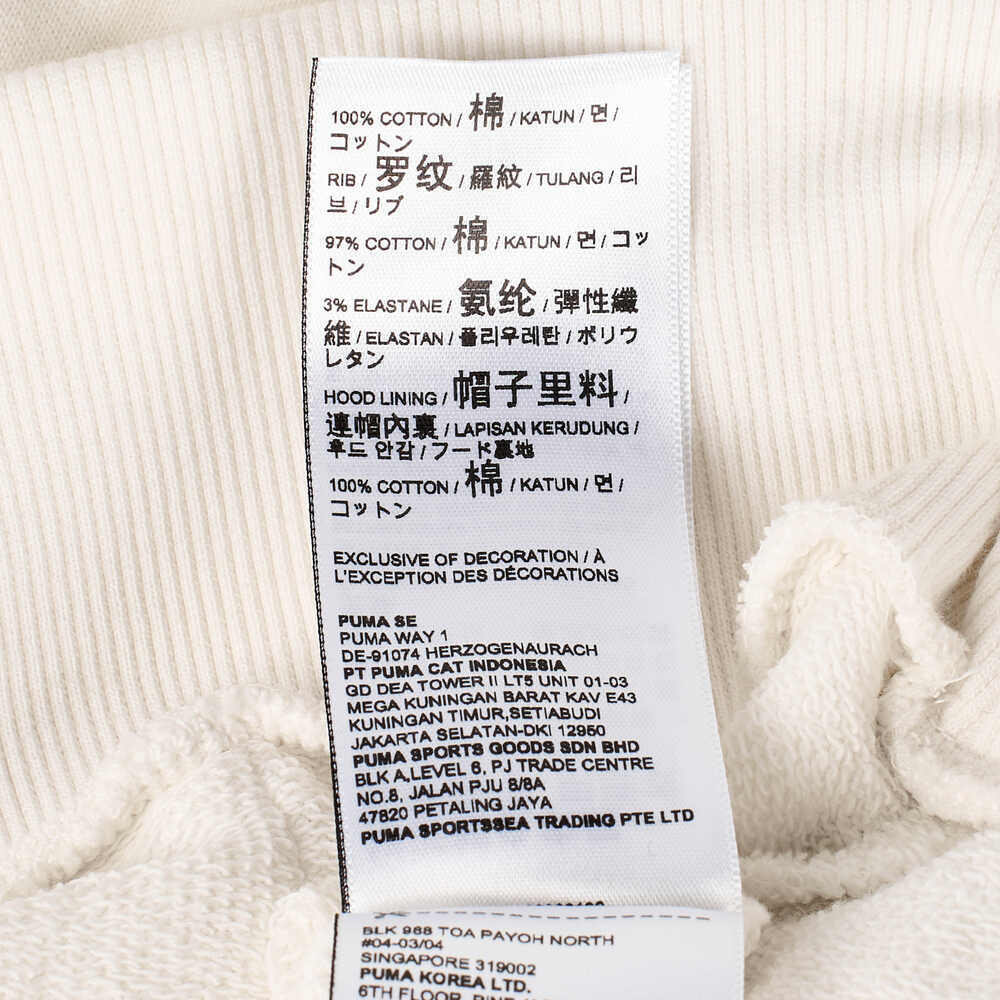 100% COTTON / 棉 / KATUN / 면 /
コットン
RIB / 罗纹 / 羅紋 / TULANG / 리
브 / リブ
97% COTTON / 棉 / KATUN / 면 / コッ
トン
3% ELASTANE / 氨纶 / 彈性纖
維 / ELASTAN / 폴리우레탄 / ポリウ
レタン
HOOD LINING / 帽子里料 /
連帽內裏 / LAPISAN KERUDUNG /
후드 안감 / フード裏地
100% COTTON / 棉 / KATUN / 면 /
コットン
EXCLUSIVE OF DECORATION / À
L'EXCEPTION DES DÉCORATIONS
PUMA SE
PUMA WAY 1
DE-91074 HERZOGENAURACH
PT PUMA CAT INDONESIA
GD DEA TOWER II LT5 UNIT 01-03
MEGA KUNINGAN BARAT KAV E43
KUNINGAN TIMUR,SETIABUDI
JAKARTA SELATAN-DKI 12950
PUMA SPORTS GOODS SDN BHD
BLK A,LEVEL 6, PJ TRADE CENTRE
NO.8, JALAN PJU 8/8A
47820 PETALING JAYA
PUMA SPORTSSEA TRADING PTE LTD
BLK 988 TOA PAYOH NORTH
#04-03/04
SINGAPORE 319002
PUMA KOREA LTD.
6TH FLOOR,